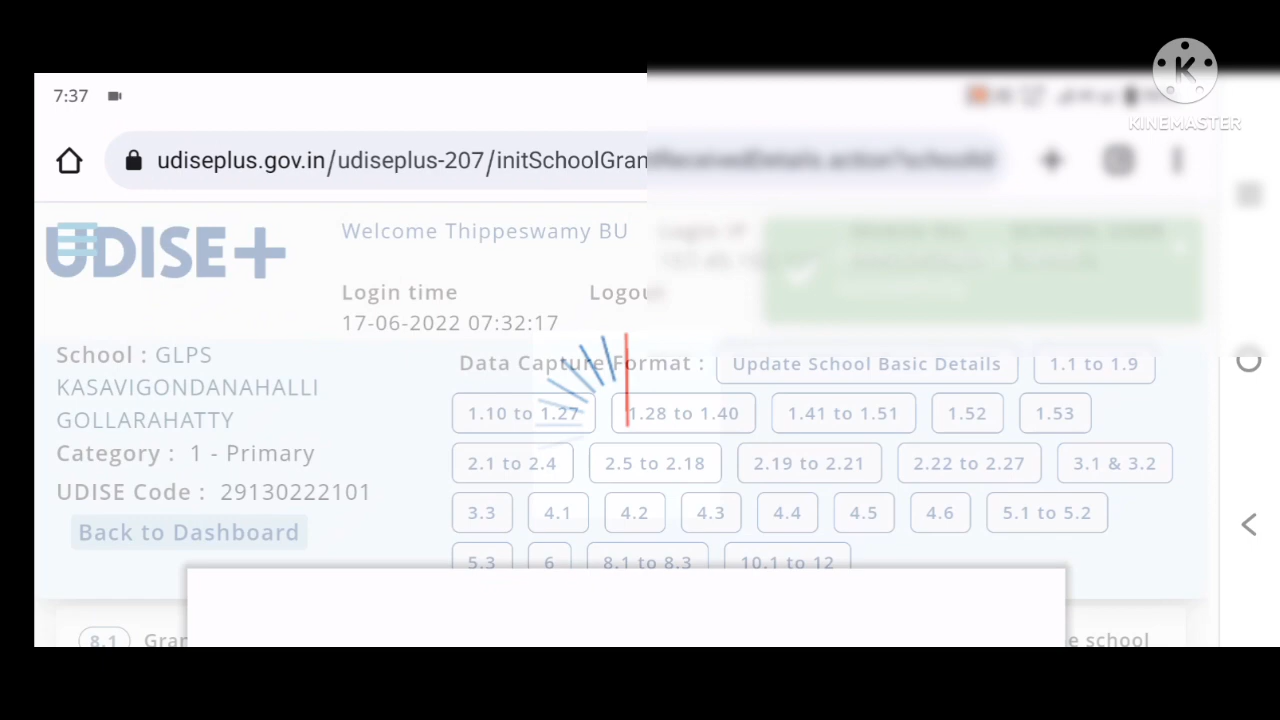 7:37
KINEMASTER
udiseplus.gov.in/udiseplus-207/initSchoolGran
UDISE+
Welcome Thippeswamy BU
Login time
Logout
17-06-2022 07:32:17
School : GLPS
KASAVIGONDANAHALLI
GOLLARAHATTY
Category : 1 - Primary
UDISE Code : 29130222101
Back to Dashboard
Data Capture Format : Update School Basic Details 1.1 to 1.9
1.10 to 1.27 1.28 to 1.40 1.41 to 1.51 1.52 1.53
2.1 to 2.4 2.5 to 2.18 2.19 to 2.21 2.22 to 2.27 3.1 & 3.2
3.3 4.1 4.2 4.3 4.4 4.5 4.6 5.1 to 5.2
5.3 6 8.1 to 8.3 10.1 to 12
8.1 Gran e school